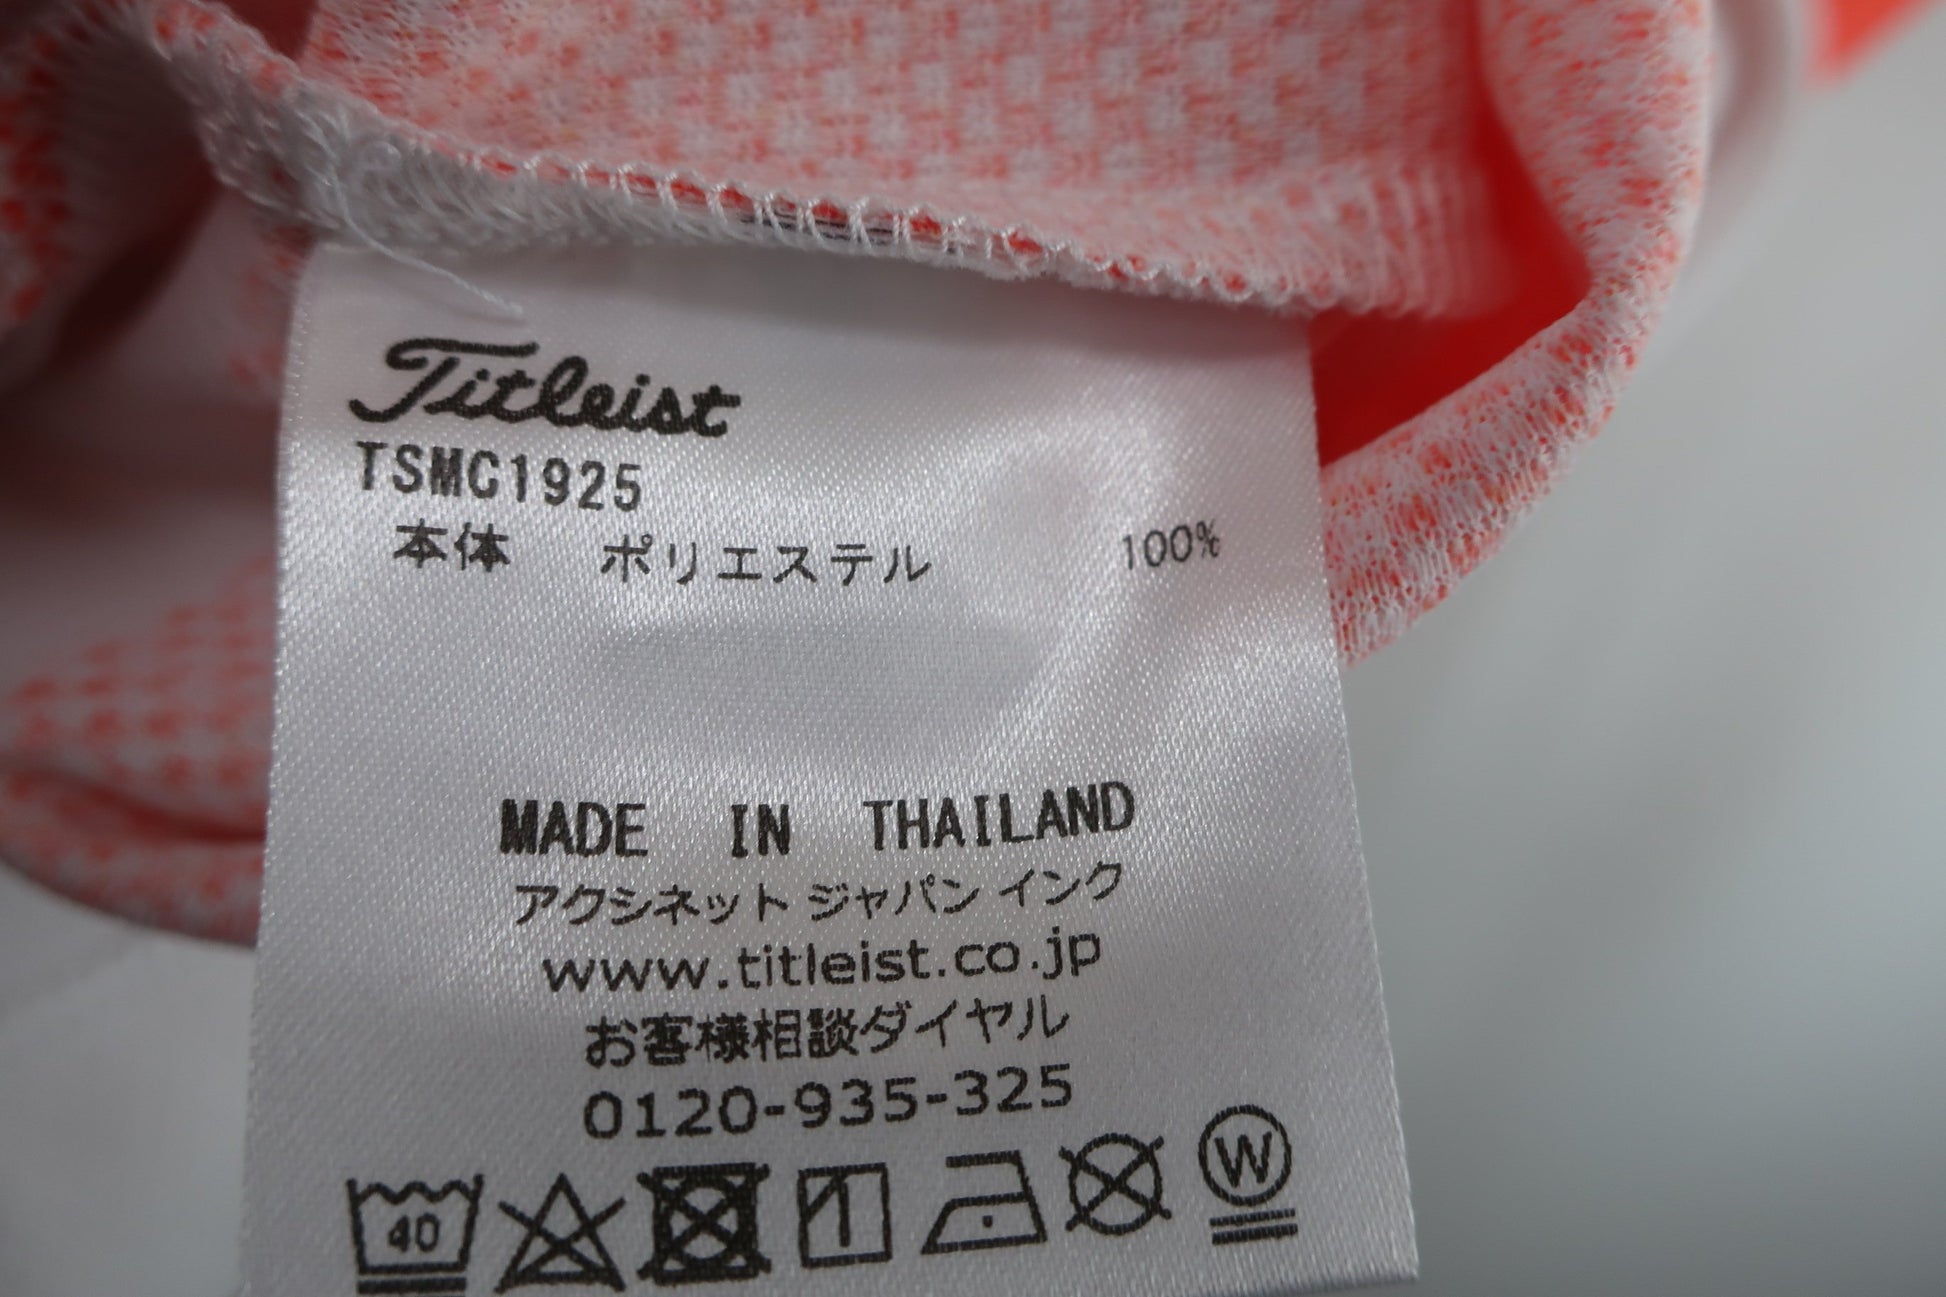 Titleist
TSMC1925
本体 ポリエステル 100%
MADE IN THAILAND
アクシネット ジャパン インク
www.titleist.co.jp
お客様相談ダイヤル
0120-935-325
40 W